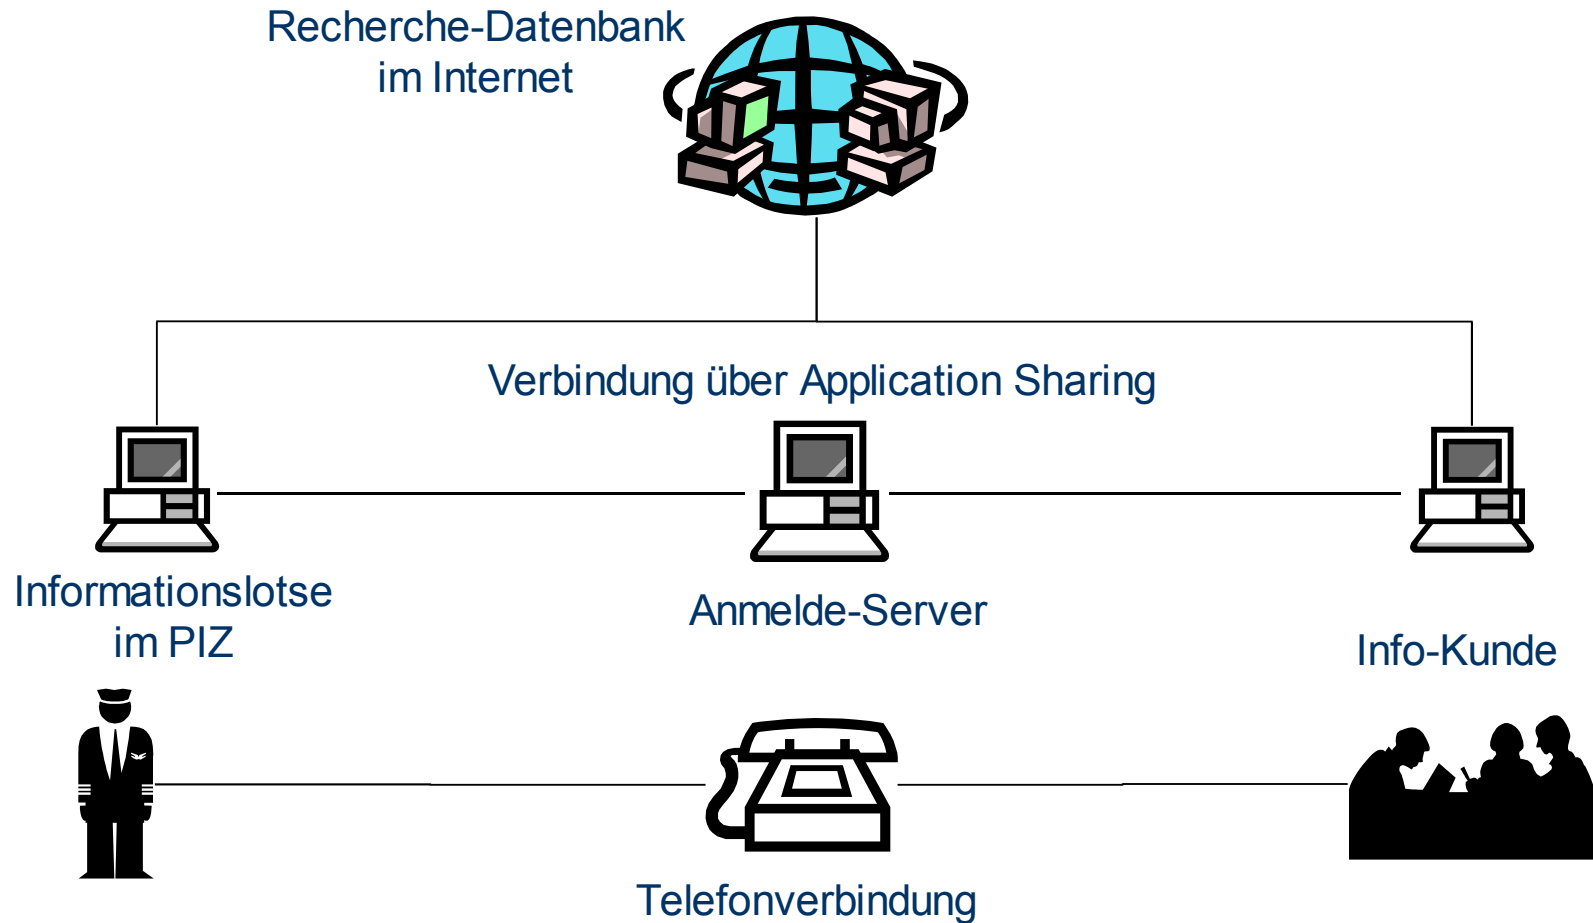 Recherche-Datenbank
im Internet
Verbindung über Application Sharing
Informationslotse
im PIZ
Anmelde-Server
Info-Kunde
Telefonverbindung